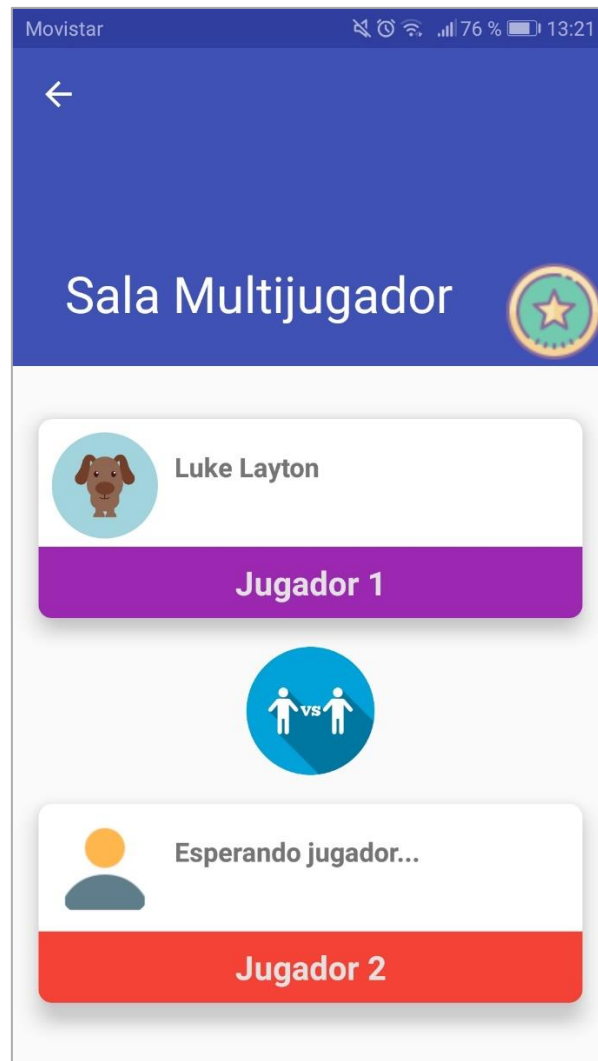 Movistar 76 % 13:21
Sala Multijugador
Luke Layton
Jugador 1
vs
Esperando jugador...
Jugador 2